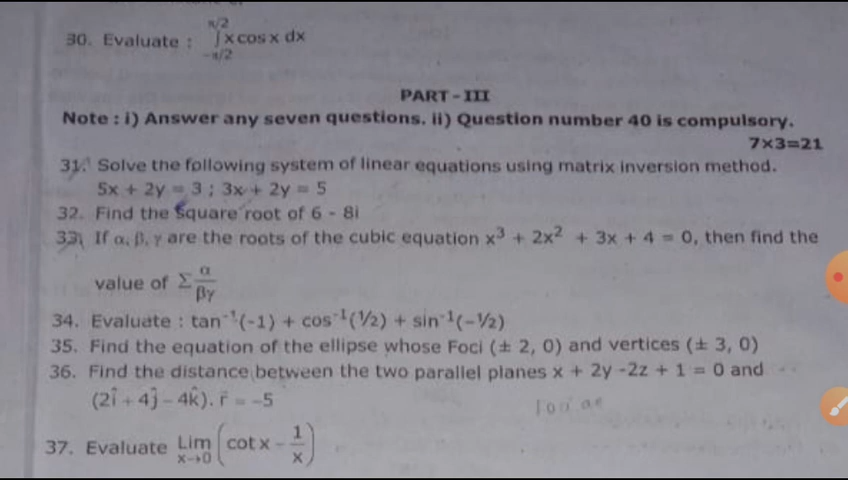 30. Evaluate : ∫ from -π/2 to π/2 x cos x dx
PART - III
Note : i) Answer any seven questions. ii) Question number 40 is compulsory.
7×3=21
31. Solve the following system of linear equations using matrix inversion method.
5x + 2y = 3 ; 3x + 2y = 5
32. Find the square root of 6 - 8i
33. If α, β, γ are the roots of the cubic equation x³ + 2x² + 3x + 4 = 0, then find the
value of Σ α/βγ
34. Evaluate : tan⁻¹(-1) + cos⁻¹(½) + sin⁻¹(-½)
35. Find the equation of the ellipse whose Foci (± 2, 0) and vertices (± 3, 0)
36. Find the distance between the two parallel planes x + 2y -2z + 1 = 0 and
(2î + 4ĵ - 4k̂). r̄ = -5
37. Evaluate Lim x→0 (cot x - 1/x)